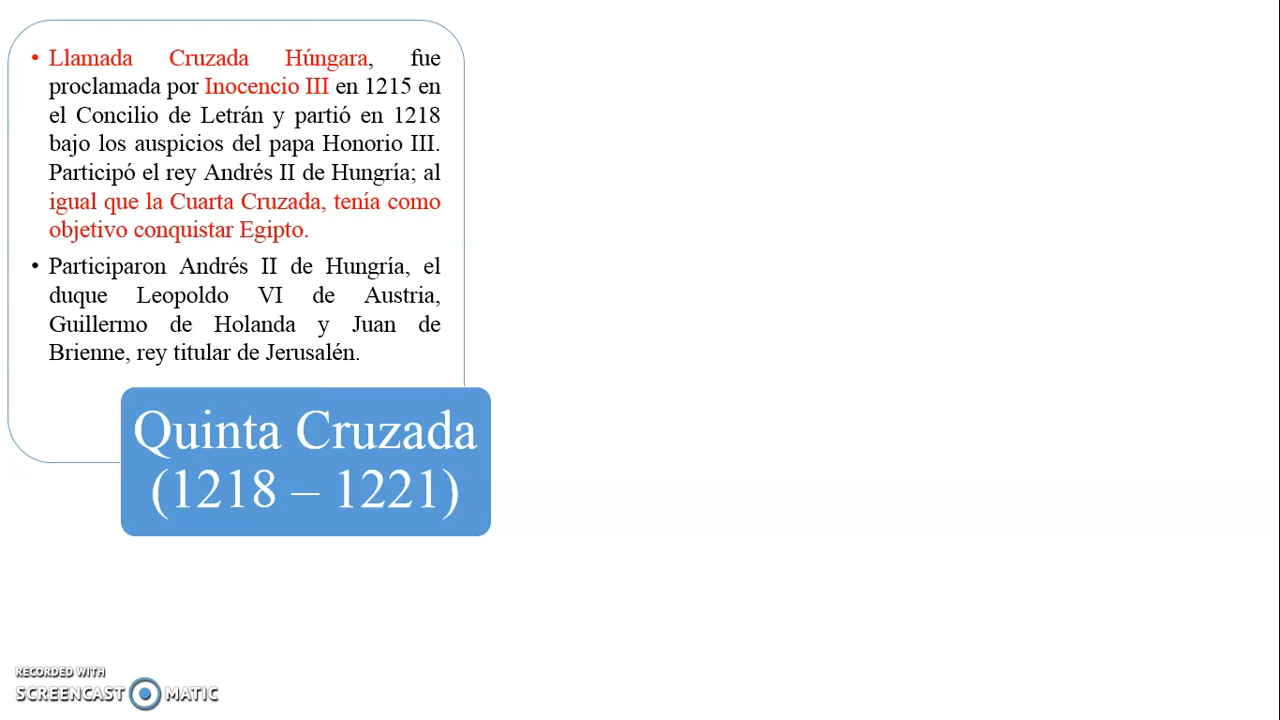 • Llamada Cruzada Húngara, fue
proclamada por Inocencio III en 1215 en
el Concilio de Letrán y partió en 1218
bajo los auspicios del papa Honorio III.
Participó el rey Andrés II de Hungría; al
igual que la Cuarta Cruzada, tenía como
objetivo conquistar Egipto.
• Participaron Andrés II de Hungría, el
duque Leopoldo VI de Austria,
Guillermo de Holanda y Juan de
Brienne, rey titular de Jerusalén.
Quinta Cruzada
(1218 – 1221)
RECORDED WITH
SCREENCAST MATIC